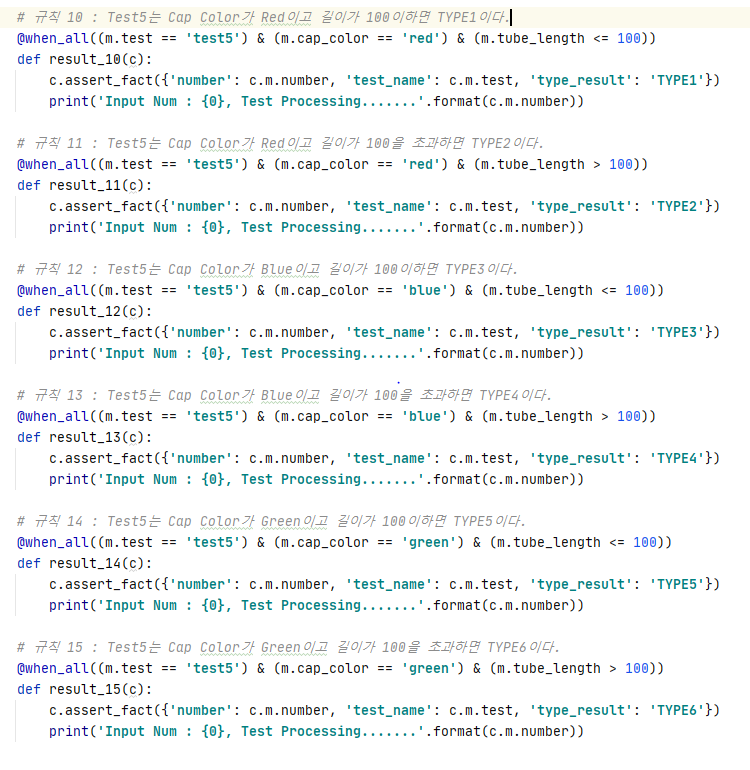 # 규칙 10 : Test5는 Cap Color가 Red이고 길이가 100이하면 TYPE1이다.
@when_all((m.test == 'test5') & (m.cap_color == 'red') & (m.tube_length <= 100))
def result_10(c):
    c.assert_fact({'number': c.m.number, 'test_name': c.m.test, 'type_result': 'TYPE1'})
    print('Input Num : {0}, Test Processing.......'.format(c.m.number))
# 규칙 11 : Test5는 Cap Color가 Red이고 길이가 100을 초과하면 TYPE2이다.
@when_all((m.test == 'test5') & (m.cap_color == 'red') & (m.tube_length > 100))
def result_11(c):
    c.assert_fact({'number': c.m.number, 'test_name': c.m.test, 'type_result': 'TYPE2'})
    print('Input Num : {0}, Test Processing.......'.format(c.m.number))
# 규칙 12 : Test5는 Cap Color가 Blue이고 길이가 100이하면 TYPE3이다.
@when_all((m.test == 'test5') & (m.cap_color == 'blue') & (m.tube_length <= 100))
def result_12(c):
    c.assert_fact({'number': c.m.number, 'test_name': c.m.test, 'type_result': 'TYPE3'})
    print('Input Num : {0}, Test Processing.......'.format(c.m.number))
# 규칙 13 : Test5는 Cap Color가 Blue이고 길이가 100을 초과하면 TYPE4이다.
@when_all((m.test == 'test5') & (m.cap_color == 'blue') & (m.tube_length > 100))
def result_13(c):
    c.assert_fact({'number': c.m.number, 'test_name': c.m.test, 'type_result': 'TYPE4'})
    print('Input Num : {0}, Test Processing.......'.format(c.m.number))
# 규칙 14 : Test5는 Cap Color가 Green이고 길이가 100이하면 TYPE5이다.
@when_all((m.test == 'test5') & (m.cap_color == 'green') & (m.tube_length <= 100))
def result_14(c):
    c.assert_fact({'number': c.m.number, 'test_name': c.m.test, 'type_result': 'TYPE5'})
    print('Input Num : {0}, Test Processing.......'.format(c.m.number))
# 규칙 15 : Test5는 Cap Color가 Green이고 길이가 100을 초과하면 TYPE6이다.
@when_all((m.test == 'test5') & (m.cap_color == 'green') & (m.tube_length > 100))
def result_15(c):
    c.assert_fact({'number': c.m.number, 'test_name': c.m.test, 'type_result': 'TYPE6'})
    print('Input Num : {0}, Test Processing.......'.format(c.m.number))